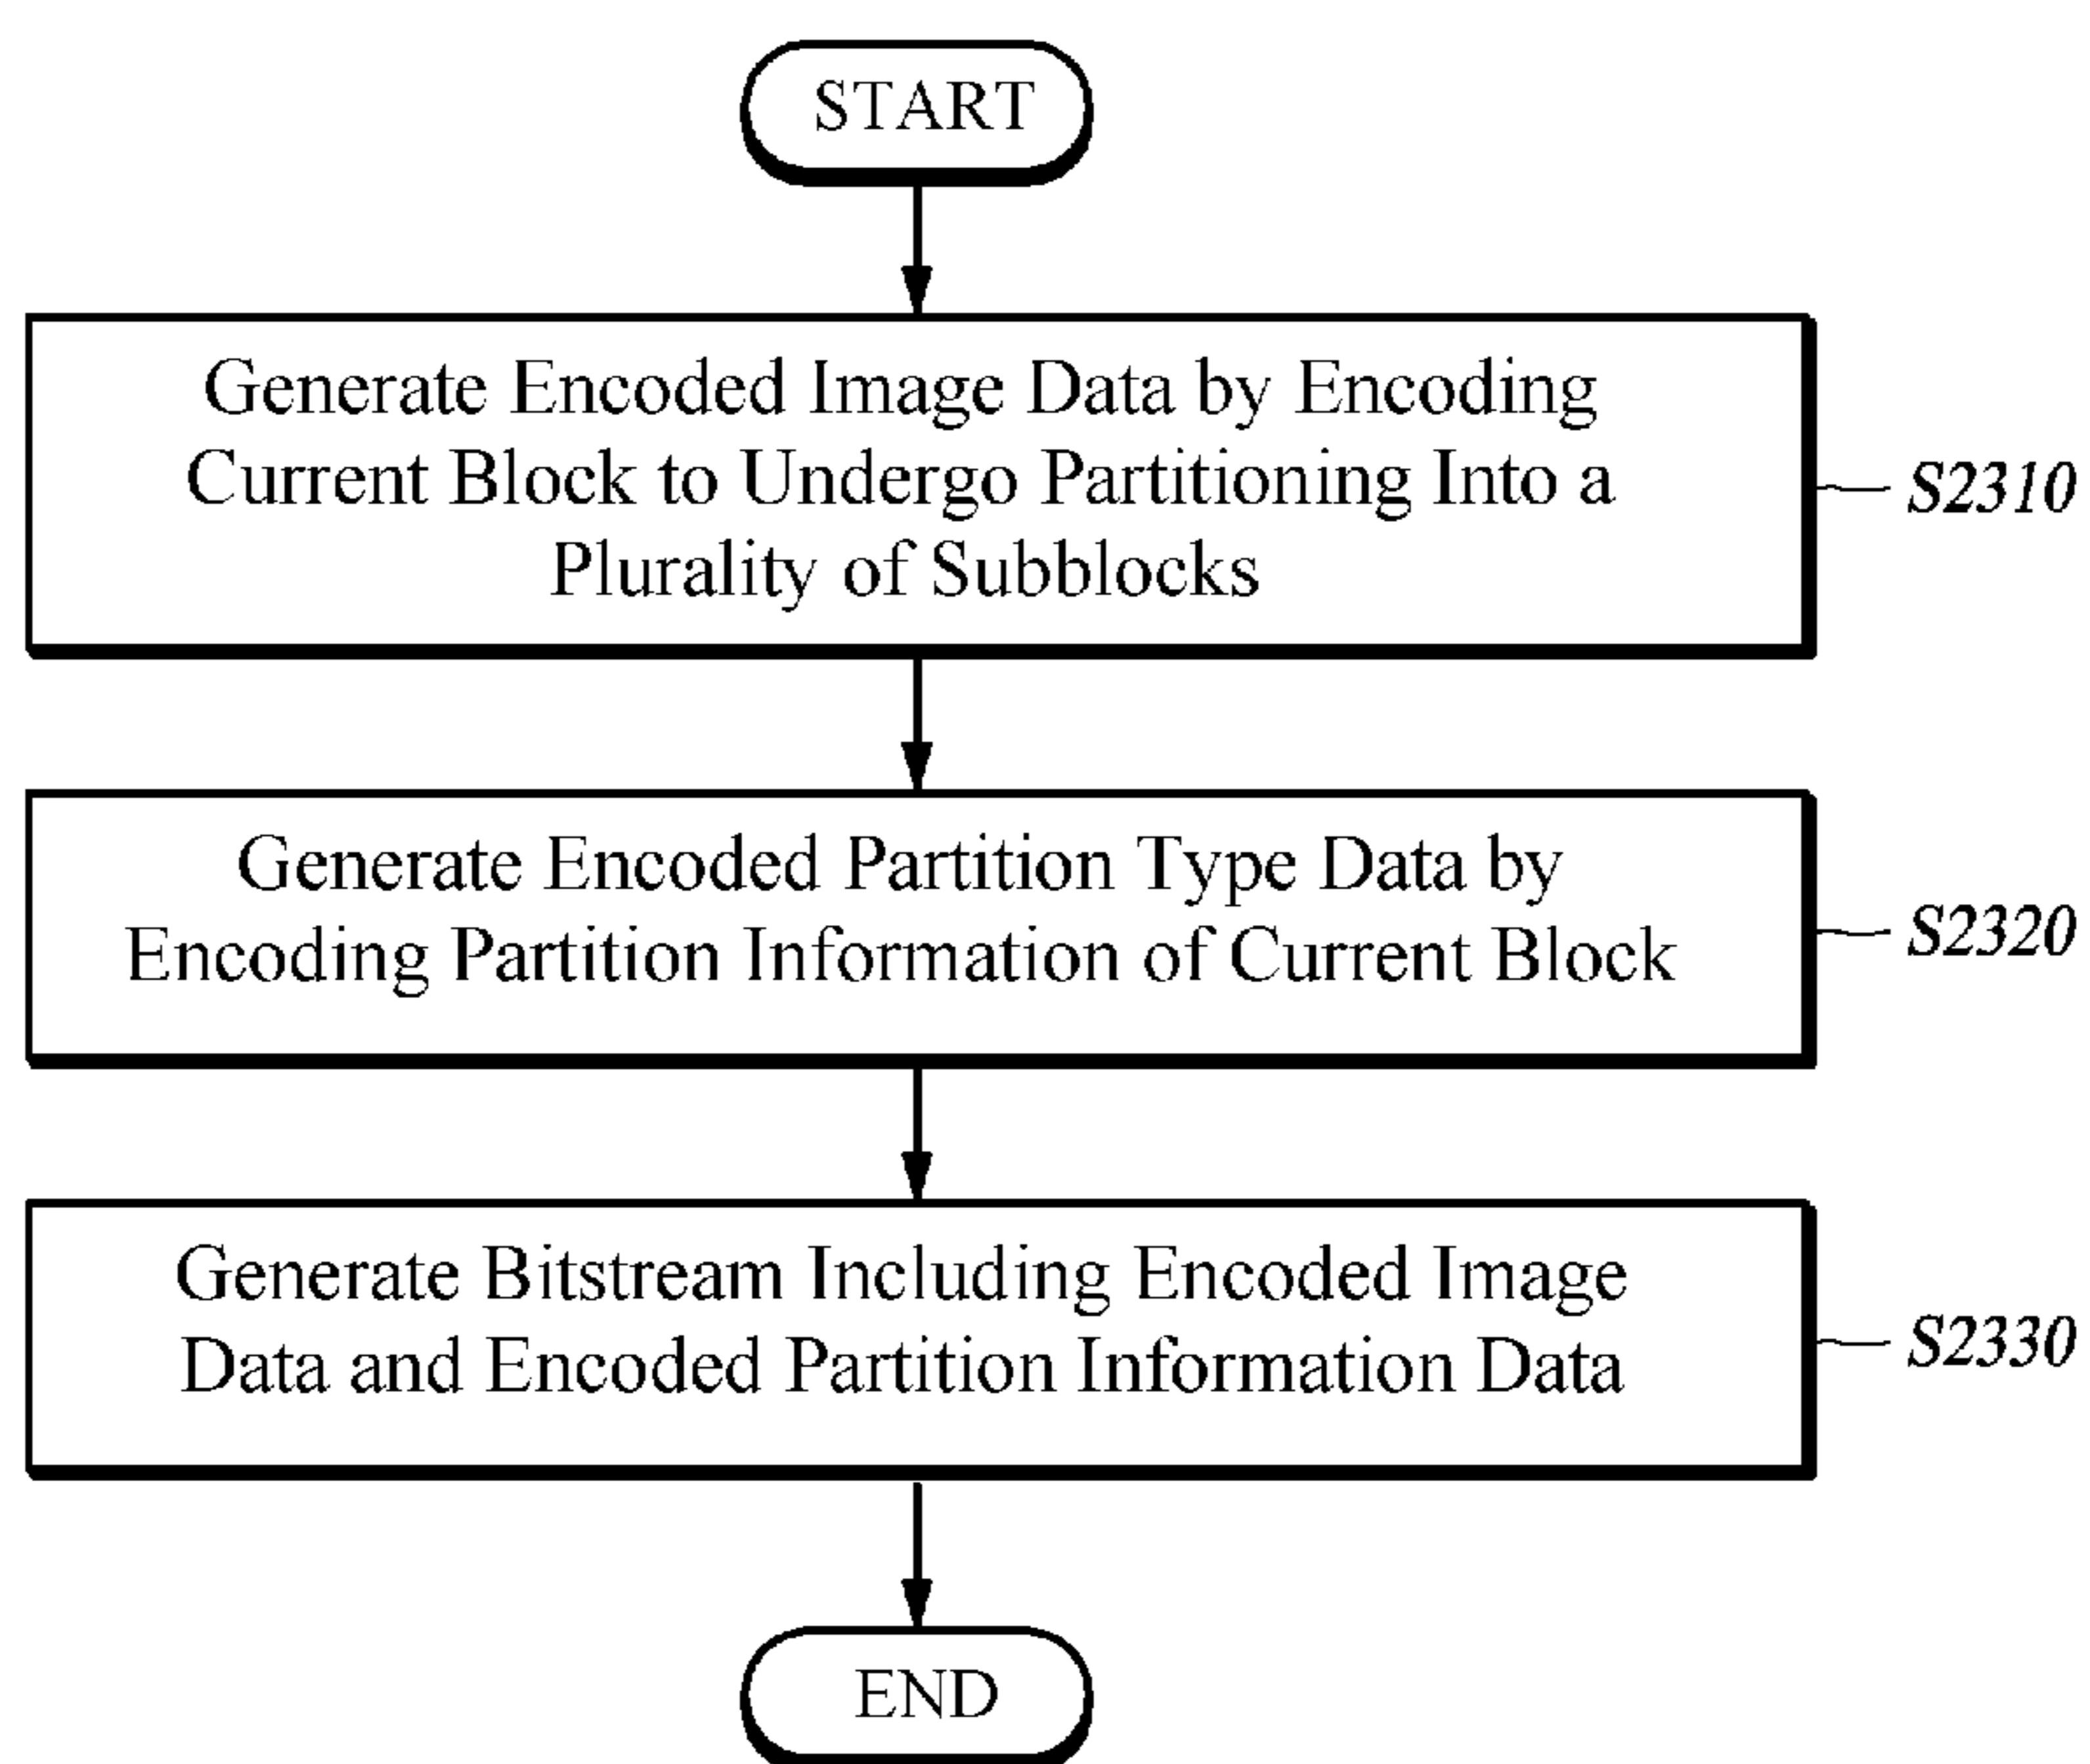 START
Generate Encoded Image Data by Encoding
Current Block to Undergo Partitioning Into a
Plurality of Subblocks
S2310
Generate Encoded Partition Type Data by
Encoding Partition Information of Current Block
S2320
Generate Bitstream Including Encoded Image
Data and Encoded Partition Information Data
S2330
END